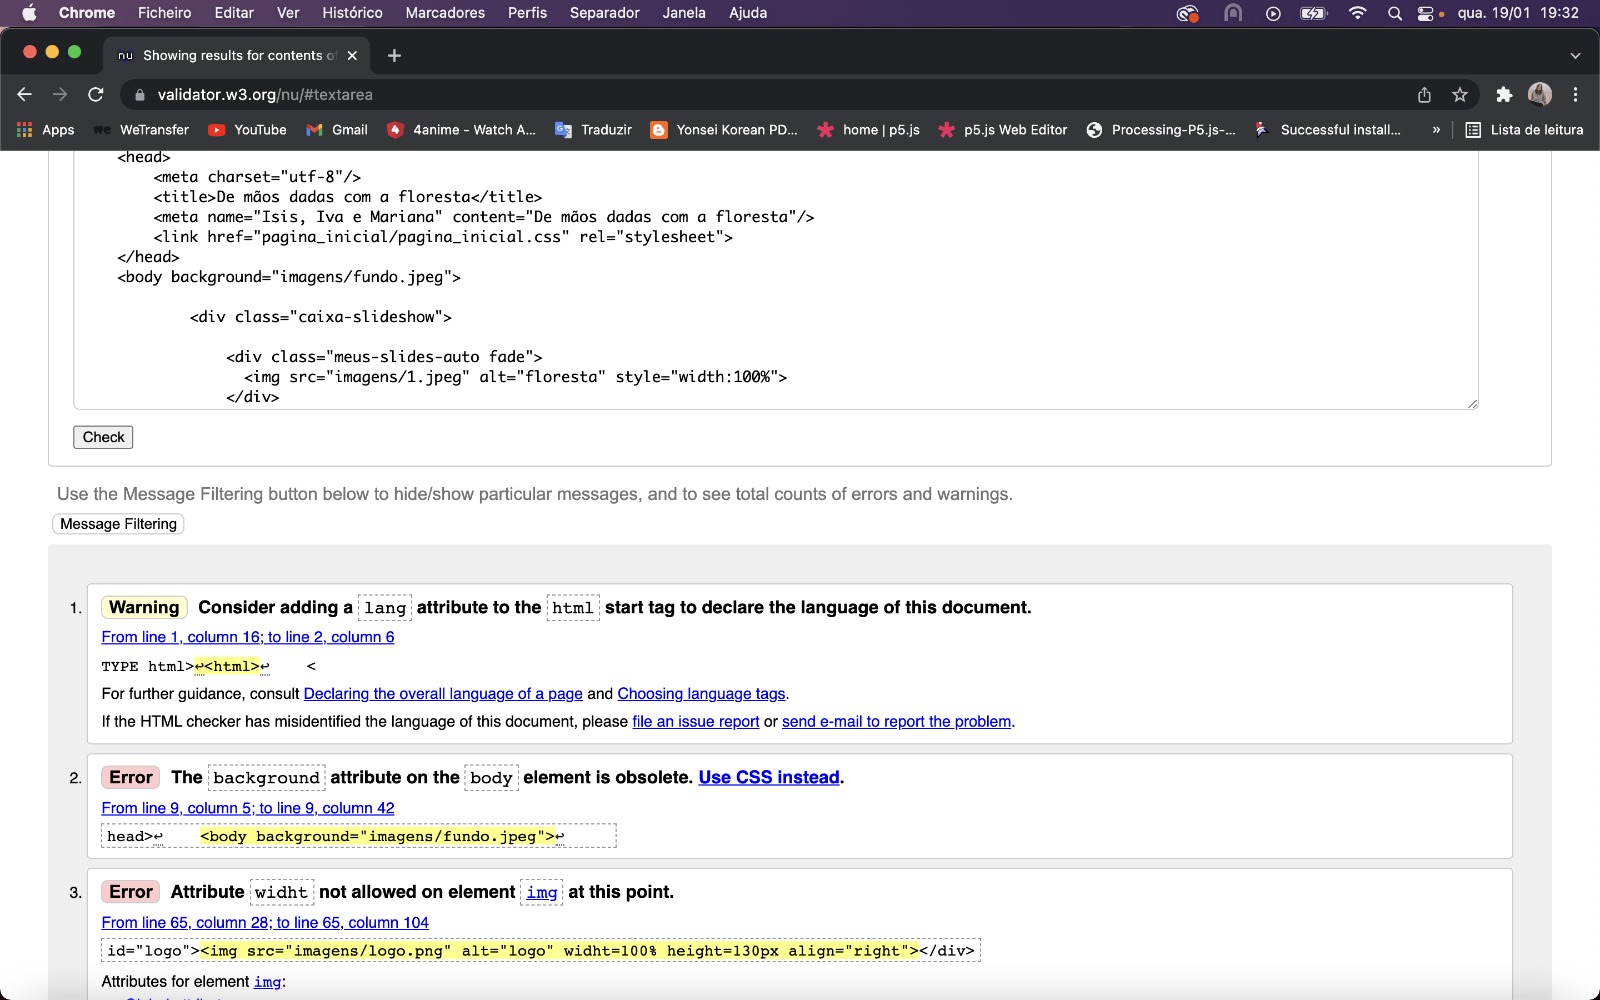 Chrome Ficheiro Editar Ver Histórico Marcadores Perfis Separador Janela Ajuda qua. 19/01 19:32
nu Showing results for contents o
validator.w3.org/nu/#textarea
Apps we WeTransfer YouTube Gmail 4anime - Watch A... Traduzir Yonsei Korean PD... home | p5.js p5.js Web Editor Processing-P5.js-... Successful install... » Lista de leitura
<head>
<meta charset="utf-8"/>
<title>De mãos dadas com a floresta</title>
<meta name="Isis, Iva e Mariana" content="De mãos dadas com a floresta"/>
<link href="pagina_inicial/pagina_inicial.css" rel="stylesheet">
</head>
<body background="imagens/fundo.jpeg">
<div class="caixa-slideshow">
<div class="meus-slides-auto fade">
<img src="imagens/1.jpeg" alt="floresta" style="width:100%">
</div>
Check
Use the Message Filtering button below to hide/show particular messages, and to see total counts of errors and warnings.
Message Filtering
1. Warning Consider adding a lang attribute to the html start tag to declare the language of this document.
From line 1, column 16; to line 2, column 6
TYPE html>↩<html>↩ <
For further guidance, consult Declaring the overall language of a page and Choosing language tags.
If the HTML checker has misidentified the language of this document, please file an issue report or send e-mail to report the problem.
2. Error The background attribute on the body element is obsolete. Use CSS instead.
From line 9, column 5; to line 9, column 42
head>↩ <body background="imagens/fundo.jpeg">↩
3. Error Attribute widht not allowed on element img at this point.
From line 65, column 28; to line 65, column 104
id="logo"><img src="imagens/logo.png" alt="logo" widht=100% height=130px align="right"></div>
Attributes for element img: